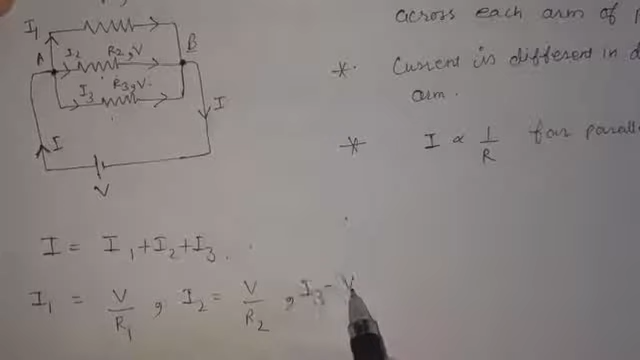 I₁
A I₂ R₂,V B
I₃ R₃,V
I I
V
across each arm of
* Current is different in
arm.
* I ∝ 1/R for
I = I₁+I₂+I₃.
I₁ = V/R₁ , I₂ = V/R₂ , I₃ = V